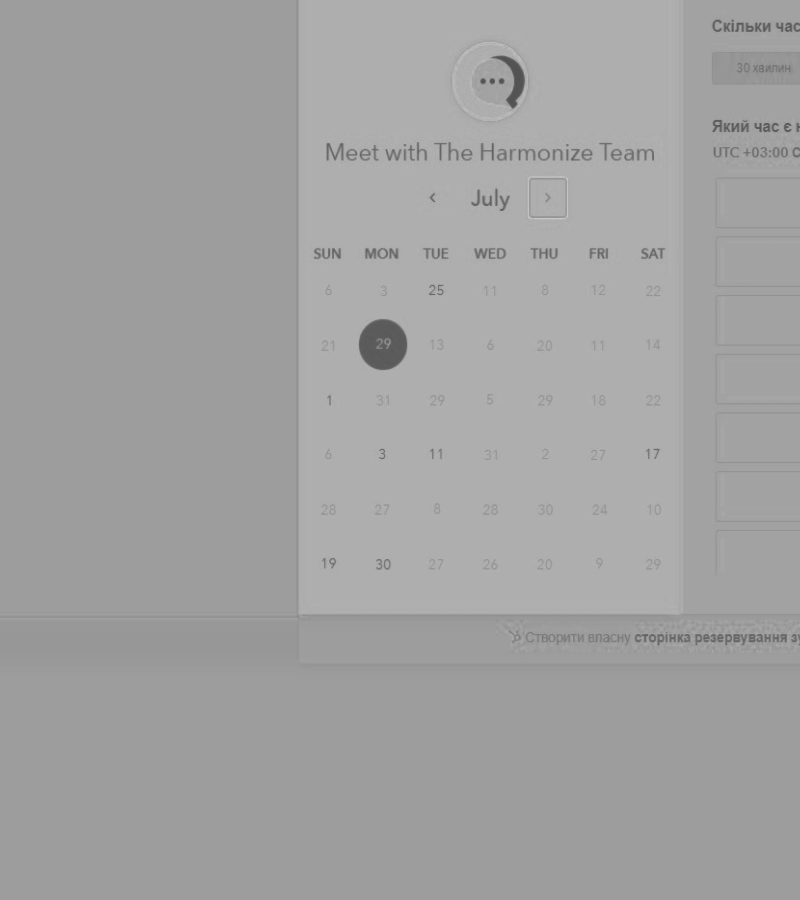 Meet with The Harmonize Team
July
SUN MON TUE WED THU FRI SAT
6 3 25 11 8 12 22
21 29 13 6 20 11 14
1 31 29 5 29 18 22
6 3 11 31 2 27 17
28 27 8 28 30 24 10
19 30 27 26 20 9 29
Скільки час
30 хвилин
Який час є н
UTC +03:00 С
Створити власну сторінка резервування зу